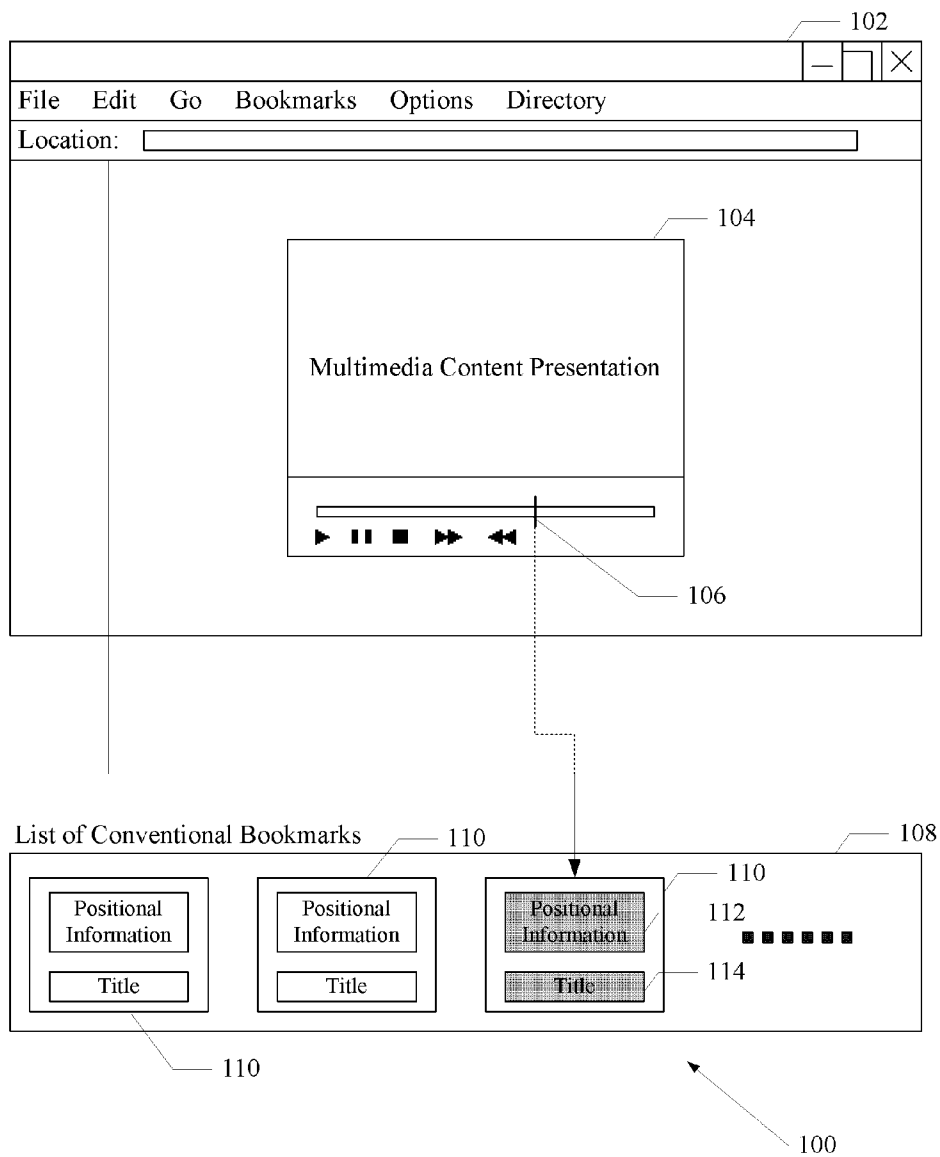 102
File Edit Go Bookmarks Options Directory
Location:
104
Multimedia Content Presentation
106
List of Conventional Bookmarks
110
108
Positional
Information
Title
Positional
Information
Title
Positional
Information
Title
110
112
114
110
100